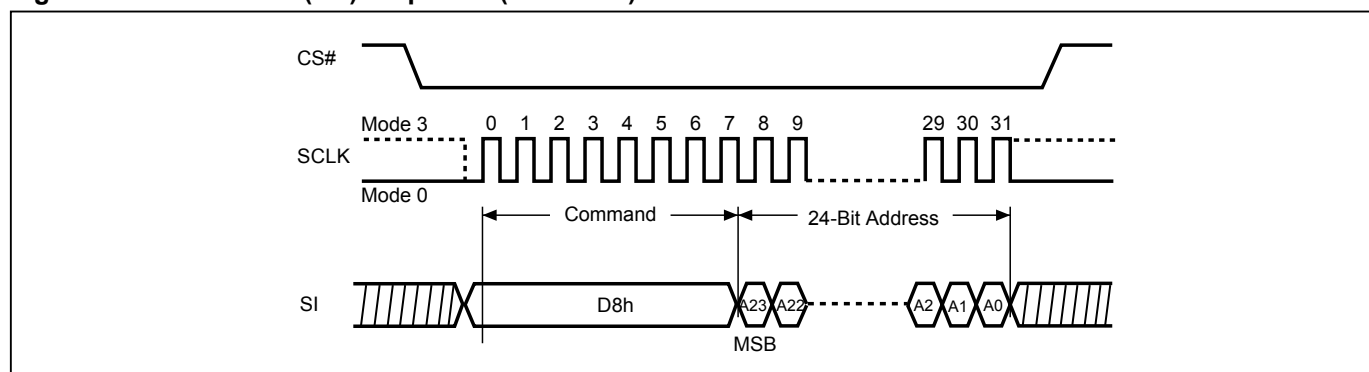 CS#
Mode 3
0 1 2 3 4 5 6 7 8 9 29 30 31
SCLK
Mode 0
Command
24-Bit Address
SI
D8h
A23 A22 A2 A1 A0
MSB